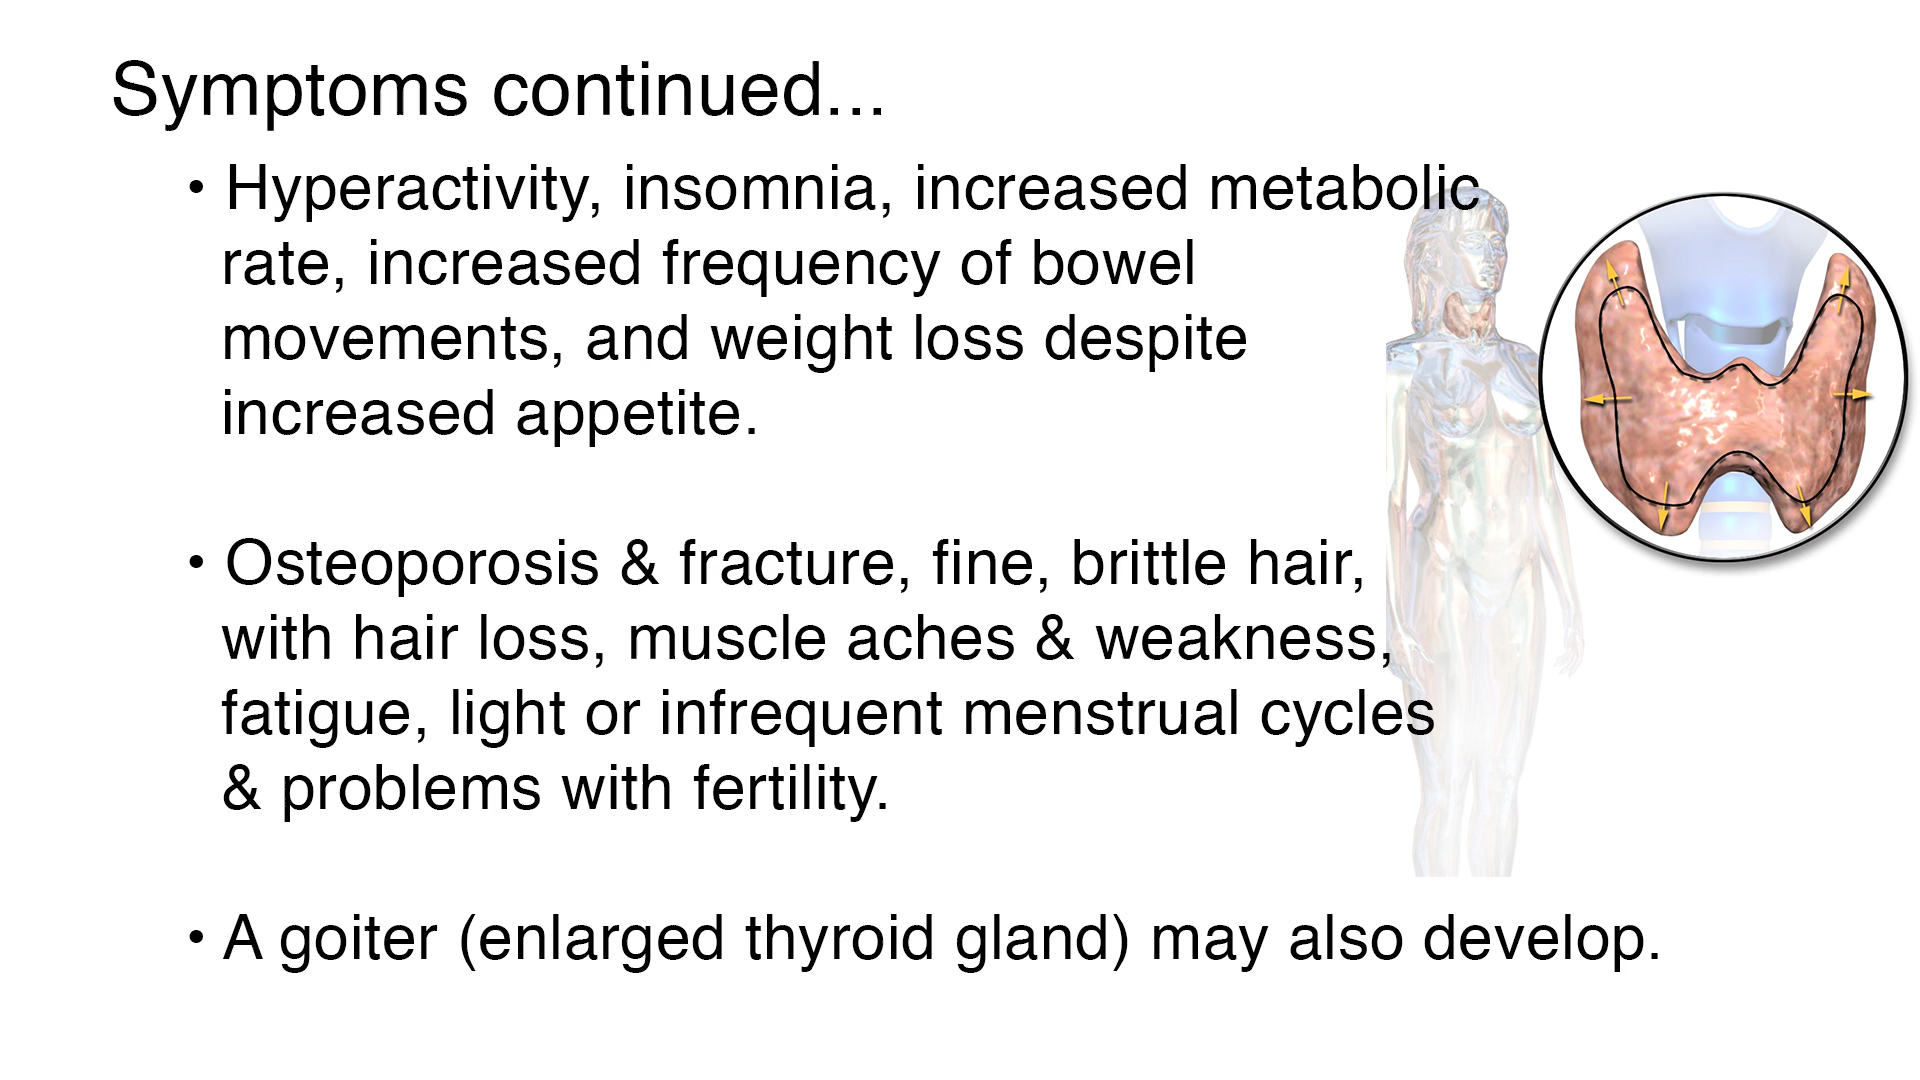 Symptoms continued...
• Hyperactivity, insomnia, increased metabolic
rate, increased frequency of bowel
movements, and weight loss despite
increased appetite.
• Osteoporosis & fracture, fine, brittle hair,
with hair loss, muscle aches & weakness,
fatigue, light or infrequent menstrual cycles
& problems with fertility.
• A goiter (enlarged thyroid gland) may also develop.